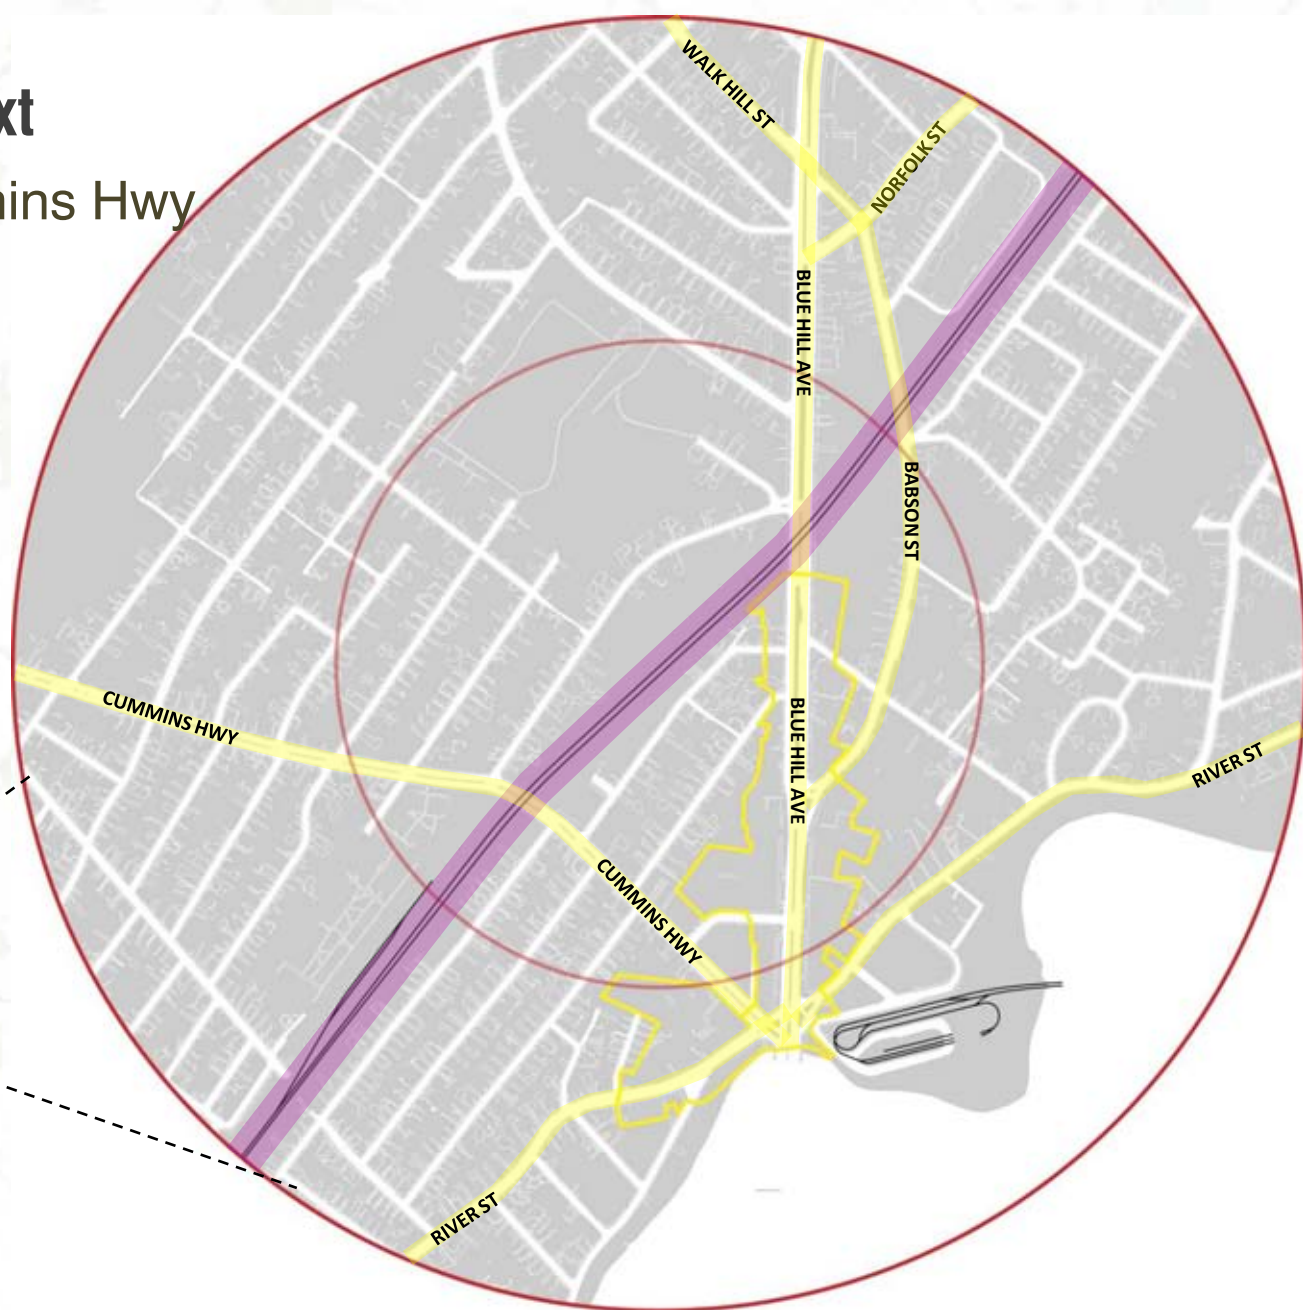 WALK HILL ST
xt
NORFOLK ST
mins Hwy
BLUE HILL AVE
BABSON ST
CUMMINS HWY
BLUE HILL AVE
RIVER ST
CUMMINS HWY
RIVER ST